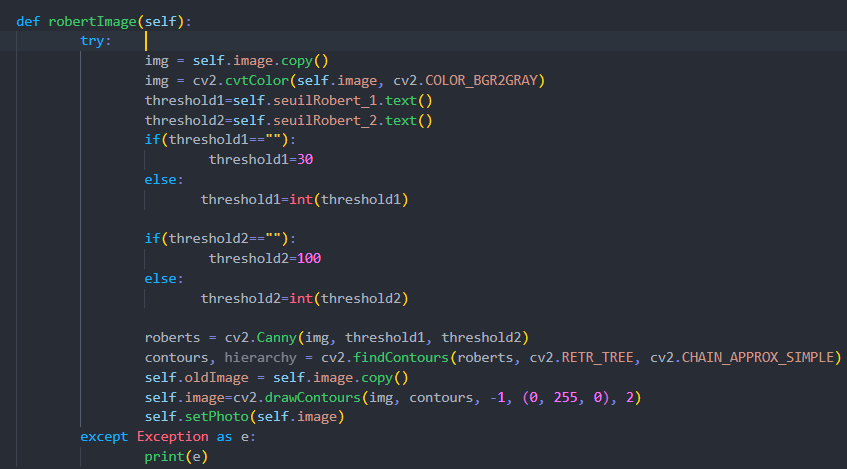 def robertImage(self):
try:
img = self.image.copy()
img = cv2.cvtColor(self.image, cv2.COLOR_BGR2GRAY)
threshold1=self.seuilRobert_1.text()
threshold2=self.seuilRobert_2.text()
if(threshold1==""):
threshold1=30
else:
threshold1=int(threshold1)
if(threshold2==""):
threshold2=100
else:
threshold2=int(threshold2)
roberts = cv2.Canny(img, threshold1, threshold2)
contours, hierarchy = cv2.findContours(roberts, cv2.RETR_TREE, cv2.CHAIN_APPROX_SIMPLE)
self.oldImage = self.image.copy()
self.image=cv2.drawContours(img, contours, -1, (0, 255, 0), 2)
self.setPhoto(self.image)
except Exception as e:
print(e)